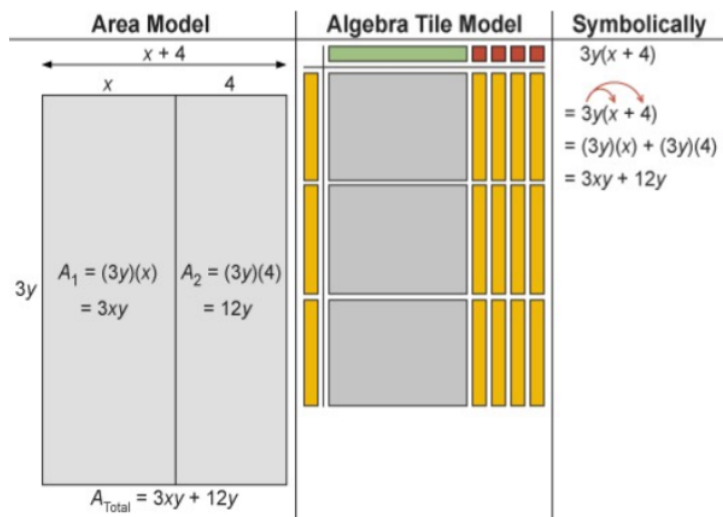 Area Model
Algebra Tile Model
Symbolically
x + 4
x
4
3y
A₁ = (3y)(x)
= 3xy
A₂ = (3y)(4)
= 12y
A_Total = 3xy + 12y
3y(x + 4)
= 3y(x + 4)
= (3y)(x) + (3y)(4)
= 3xy + 12y